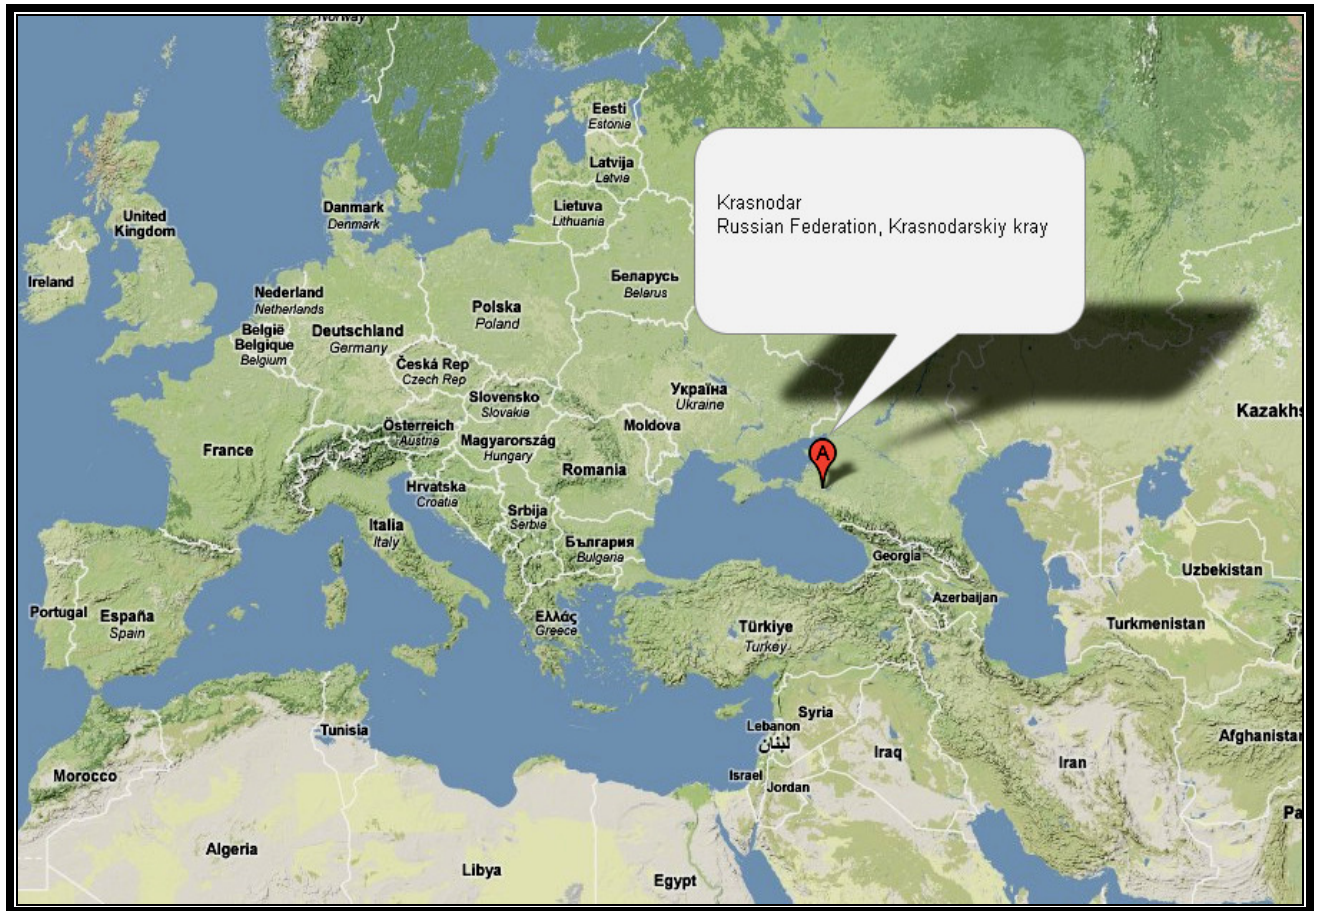 Norway
Eesti
Estonia
Latvija
Latvia
Lietuva
Lithuania
Danmark
Denmark
United
Kingdom
Ireland
Krasnodar
Russian Federation, Krasnodarskiy kray
Беларусь
Belarus
Nederland
Netherlands
Polska
Poland
België
Belgique
Belgium
Deutschland
Germany
Česká Rep
Czech Rep
Slovensko
Slovakia
Україна
Ukraine
Kazakhs
Österreich
Austria
Magyarország
Hungary
Moldova
France
Romania
A
Hrvatska
Croatia
Srbija
Serbia
Italia
Italy
България
Bulgaria
Georgia
Uzbekistan
Azerbaijan
Portugal
España
Spain
Ελλάς
Greece
Türkiye
Turkey
Turkmenistan
Tunisia
Syria
Lebanon
لبنان
Iraq
Afghanistan
Iran
Morocco
Israel
Jordan
Pa
Algeria
Libya
Egypt